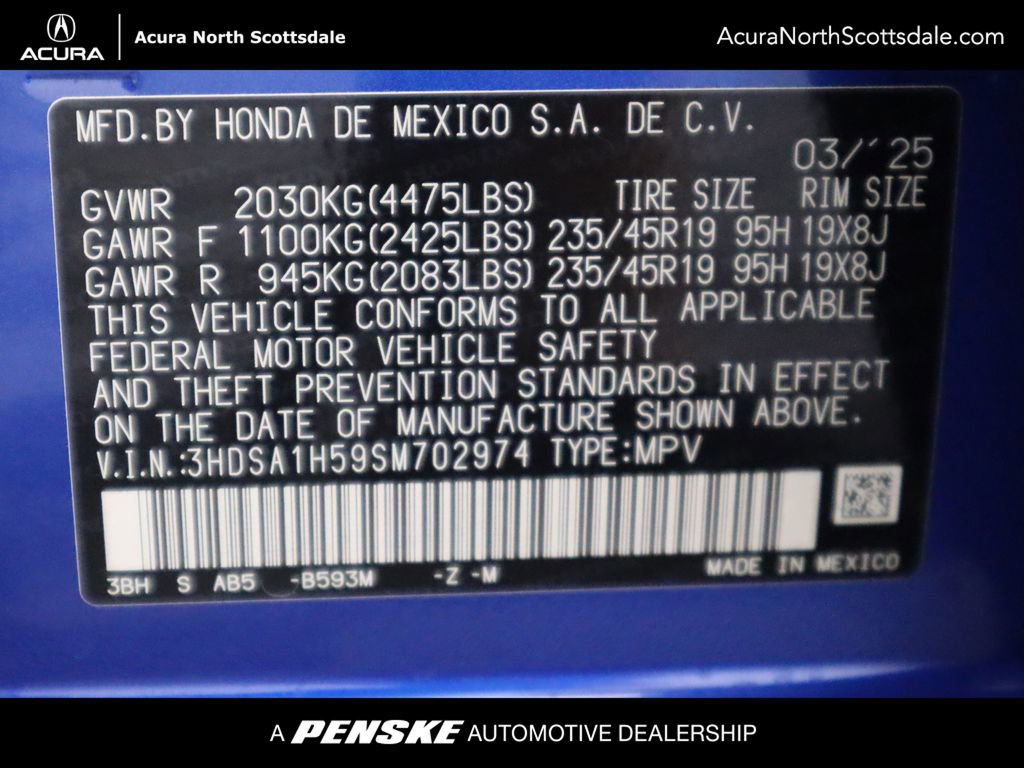 ACURA
Acura North Scottsdale
AcuraNorthScottsdale.com
MFD.BY HONDA DE MEXICO S.A. DE C.V.
03/´25
GVWR 2030KG(4475LBS) TIRE SIZE RIM SIZE
GAWR F 1100KG(2425LBS) 235/45R19 95H 19X8J
GAWR R 945KG(2083LBS) 235/45R19 95H 19X8J
THIS VEHICLE CONFORMS TO ALL APPLICABLE
FEDERAL MOTOR VEHICLE SAFETY
AND THEFT PREVENTION STANDARDS IN EFFECT
ON THE DATE OF MANUFACTURE SHOWN ABOVE.
V.I.N.:3HDSA1H59SM702974 TYPE:MPV
3BH S AB5 -B593M -Z -M MADE IN MEXICO
A PENSKE AUTOMOTIVE DEALERSHIP